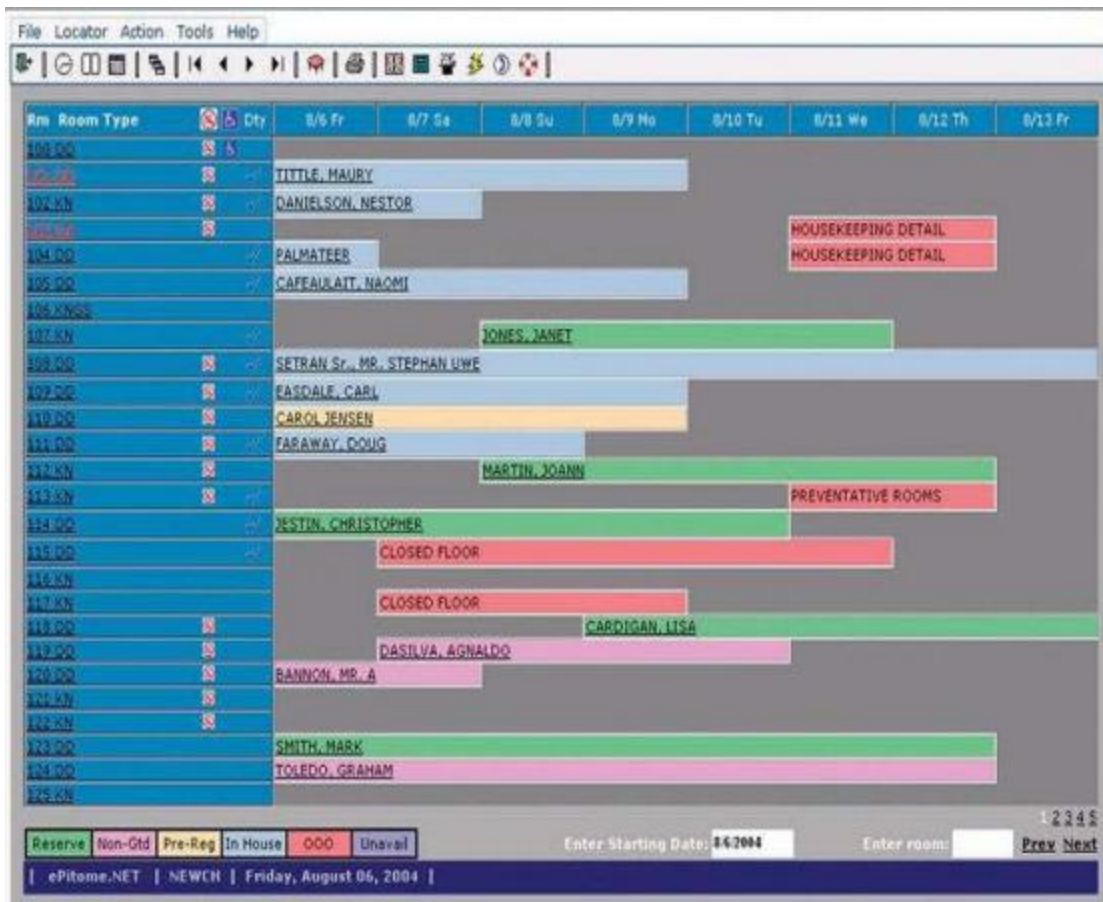 File Locator Action Tools Help
Rm Room Type Dty 8/6 Fr 8/7 Sa 8/8 Su 8/9 Mo 8/10 Tu 8/11 We 8/12 Th 8/13 Fr
100 DD
TITTLE, MAURY
102 KN DANIELSON, NESTOR
HOUSEKEEPING DETAIL
104 DD PALMATEER HOUSEKEEPING DETAIL
105 DD CAFEAULAIT, NAOMI
106 KNSS
107 KN JONES, JANET
108 DD SETRAN Sr., MR. STEPHAN UWE
109 DD EASDALE, CARL
110 DD CAROL JENSEN
111 DD FARAWAY, DOUG
112 KN MARTIN, JOANN
113 KN PREVENTATIVE ROOMS
114 DD JESTIN, CHRISTOPHER
115 DD CLOSED FLOOR
116 KN
117 KN CLOSED FLOOR
118 DD CARDIGAN, LISA
119 DD DASILVA, AGNALDO
120 DD BANNON, MR. A
121 KN
122 KN
123 DD SMITH, MARK
124 DD TOLEDO, GRAHAM
125 KN
1 2 3 4 5
Reserve Non-Gtd Pre-Reg In House OOO Unavail Enter Starting Date: 8/6/2004 Enter room: Prev Next
| ePitome.NET | NEWCH | Friday, August 06, 2004 |